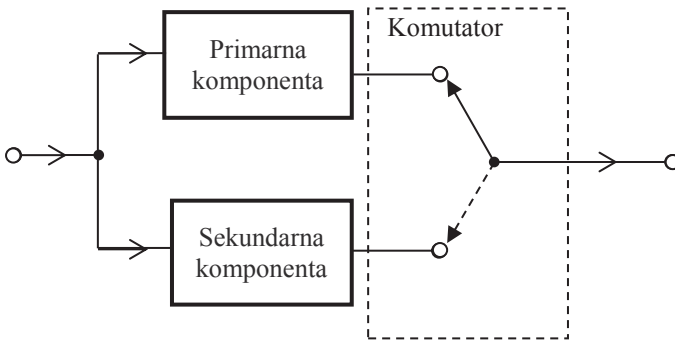 Primarna
komponenta
Komutator
Sekundarna
komponenta